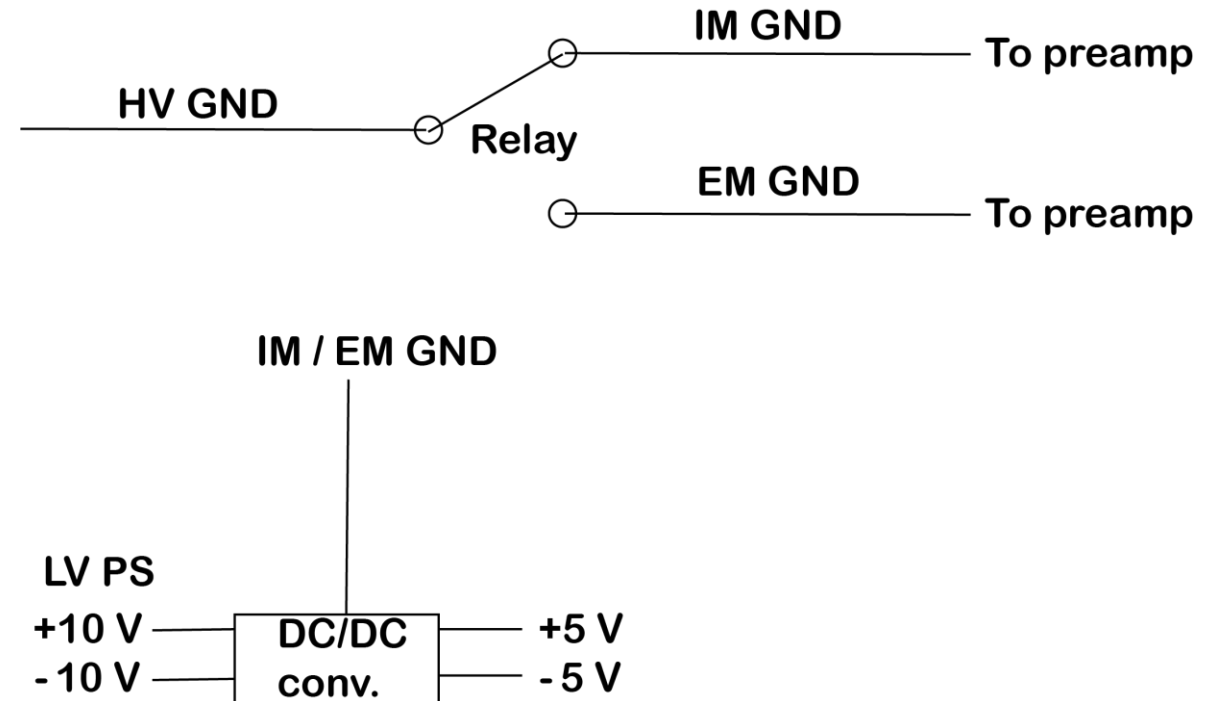 IM GND
To preamp
HV GND
Relay
EM GND
To preamp
IM / EM GND
LV PS
+10 V
DC/DC
+5 V
- 10 V
conv.
- 5 V